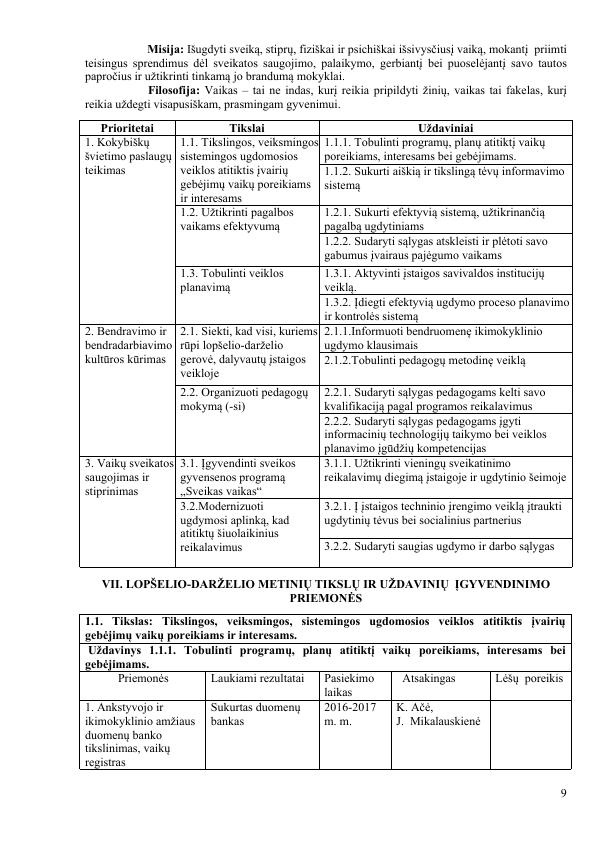 Misija: Išugdyti sveiką, stiprų, fiziškai ir psichiškai išsivysčiusį vaiką, mokantį  priimti
teisingus sprendimus dėl sveikatos saugojimo, palaikymo, gerbiantį bei puoselėjantį savo tautos
papročius ir užtikrinti tinkamą jo brandumą mokyklai.
Filosofija: Vaikas – tai ne indas, kurį reikia pripildyti žinių, vaikas tai fakelas, kurį
reikia uždegti visapusiškam, prasmingam gyvenimui.
Prioritetai Tikslai Uždaviniai
1. Kokybiškų
švietimo paslaugų
teikimas
1.1. Tikslingos, veiksmingos
sistemingos ugdomosios
veiklos atitiktis įvairių
gebėjimų vaikų poreikiams
ir interesams
1.1.1. Tobulinti programų, planų atitiktį vaikų
poreikiams, interesams bei gebėjimams.
1.1.2. Sukurti aiškią ir tikslingą tėvų informavimo
sistemą
1.2. Užtikrinti pagalbos
vaikams efektyvumą
1.2.1. Sukurti efektyvią sistemą, užtikrinančią
pagalbą ugdytiniams
1.2.2. Sudaryti sąlygas atskleisti ir plėtoti savo
gabumus įvairaus pajėgumo vaikams
1.3. Tobulinti veiklos
planavimą
1.3.1. Aktyvinti įstaigos savivaldos institucijų
veiklą.
1.3.2. Įdiegti efektyvią ugdymo proceso planavimo
ir kontrolės sistemą
2. Bendravimo ir
bendradarbiavimo
kultūros kūrimas
2.1. Siekti, kad visi, kuriems
rūpi lopšelio-darželio
gerovė, dalyvautų įstaigos
veikloje
2.1.1.Informuoti bendruomenę ikimokyklinio
ugdymo klausimais
2.1.2.Tobulinti pedagogų metodinę veiklą
2.2. Organizuoti pedagogų
mokymą (-si)
2.2.1. Sudaryti sąlygas pedagogams kelti savo
kvalifikaciją pagal programos reikalavimus
2.2.2. Sudaryti sąlygas pedagogams įgyti
informacinių technologijų taikymo bei veiklos
planavimo įgūdžių kompetencijas
3. Vaikų sveikatos
saugojimas ir
stiprinimas
3.1. Įgyvendinti sveikos
gyvensenos programą
„Sveikas vaikas“
3.1.1. Užtikrinti vieningų sveikatinimo
reikalavimų diegimą įstaigoje ir ugdytinio šeimoje
3.2.Modernizuoti
ugdymosi aplinką, kad
atitiktų šiuolaikinius
reikalavimus
3.2.1. Į įstaigos techninio įrengimo veiklą įtraukti
ugdytinių tėvus bei socialinius partnerius
3.2.2. Sudaryti saugias ugdymo ir darbo sąlygas
VII. LOPŠELIO-DARŽELIO METINIŲ TIKSLŲ IR UŽDAVINIŲ  ĮGYVENDINIMO
PRIEMONĖS
1.1. Tikslas: Tikslingos, veiksmingos, sistemingos ugdomosios veiklos atitiktis įvairių
gebėjimų vaikų poreikiams ir interesams.
Uždavinys 1.1.1. Tobulinti programų, planų atitiktį vaikų poreikiams, interesams bei
gebėjimams.
Priemonės Laukiami rezultatai Pasiekimo
laikas
Atsakingas Lėšų  poreikis
1. Ankstyvojo ir
ikimokyklinio amžiaus
duomenų banko
tikslinimas, vaikų
registras
Sukurtas duomenų
bankas
2016-2017
m. m.
K. Ačė,
J.  Mikalauskienė
9